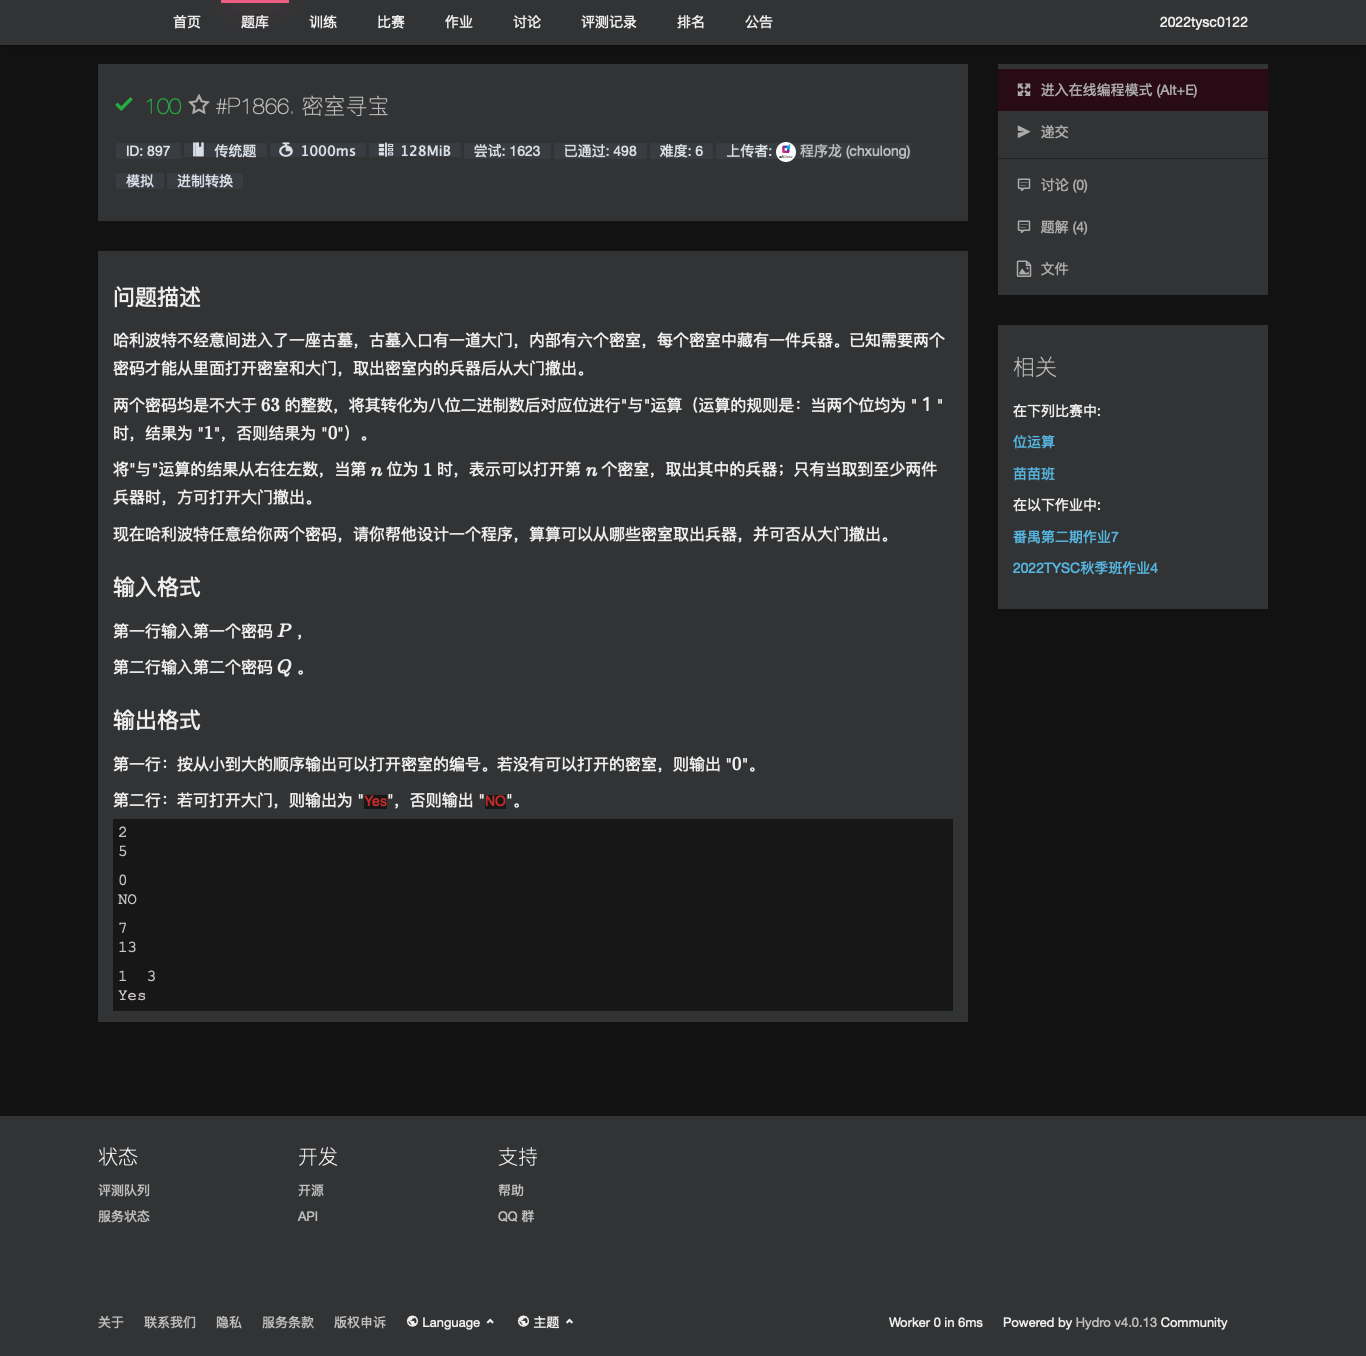 首页 题库 训练 比赛 作业 讨论 评测记录 排名 公告 2022tysc0122
100 #P1866. 密室寻宝
ID: 897 传统题 1000ms 128MiB 尝试: 1623 已通过: 498 难度: 6 上传者: 程序龙 (chxulong)
模拟 进制转换
问题描述
哈利波特不经意间进入了一座古墓，古墓入口有一道大门，内部有六个密室，每个密室中藏有一件兵器。已知需要两个
密码才能从里面打开密室和大门，取出密室内的兵器后从大门撤出。
两个密码均是不大于 63 的整数，将其转化为八位二进制数后对应位进行"与"运算（运算的规则是：当两个位均为 " 1 "
时，结果为 "1"，否则结果为 "0"）。
将"与"运算的结果从右往左数，当第 n 位为 1 时，表示可以打开第 n 个密室，取出其中的兵器；只有当取到至少两件
兵器时，方可打开大门撤出。
现在哈利波特任意给你两个密码，请你帮他设计一个程序，算算可以从哪些密室取出兵器，并可否从大门撤出。
输入格式
第一行输入第一个密码 P ，
第二行输入第二个密码 Q 。
输出格式
第一行：按从小到大的顺序输出可以打开密室的编号。若没有可以打开的密室，则输出 "0"。
第二行：若可打开大门，则输出为 "Yes"，否则输出 "NO"。
2
5
0
NO
7
13
1  3
Yes
进入在线编程模式 (Alt+E)
递交
讨论 (0)
题解 (4)
文件
相关
在下列比赛中:
位运算
苗苗班
在以下作业中:
番禺第二期作业7
2022TYSC秋季班作业4
状态 开发 支持
评测队列 开源 帮助
服务状态 API QQ 群
关于 联系我们 隐私 服务条款 版权申诉 Language 主题 Worker 0 in 6ms Powered by Hydro v4.0.13 Community